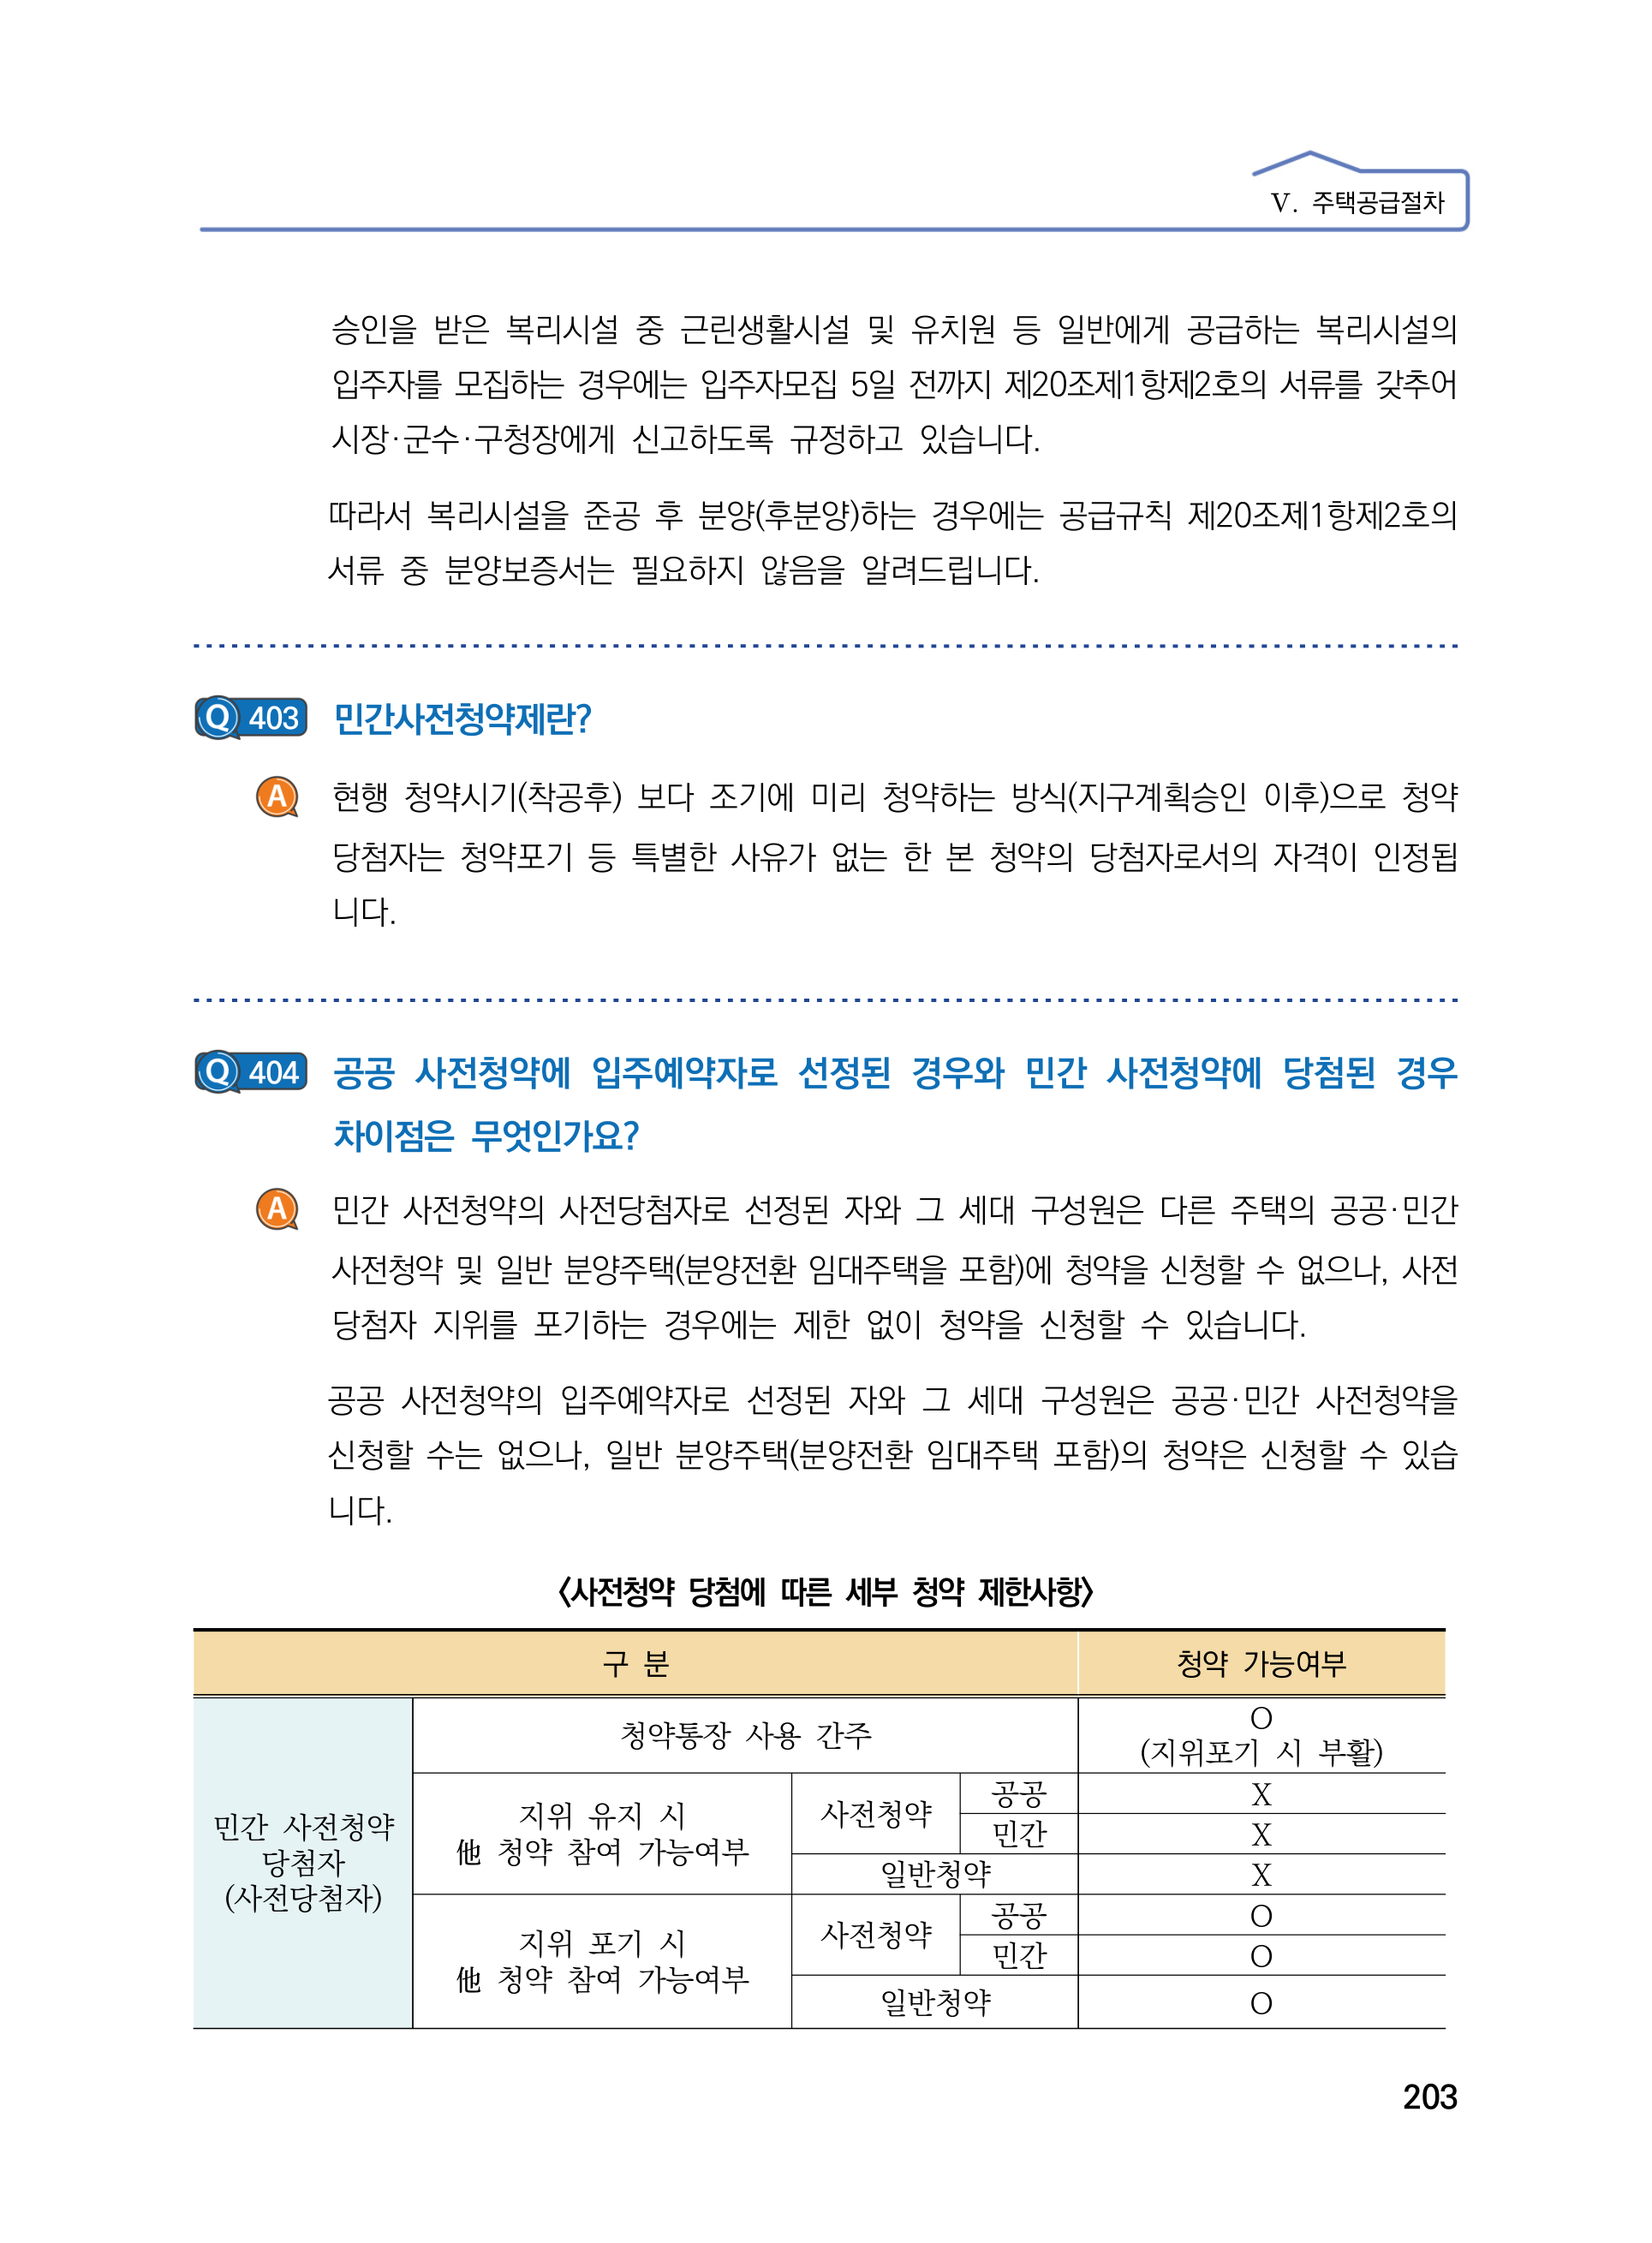 Ⅴ. 주택공급절차
승인을 받은 복리시설 중 근린생활시설 및 유치원 등 일반에게 공급하는 복리시설의
입주자를 모집하는 경우에는 입주자모집 5일 전까지 제20조제1항제2호의 서류를 갖추어
시장·군수·구청장에게 신고하도록 규정하고 있습니다.
따라서 복리시설을 준공 후 분양(후분양)하는 경우에는 공급규칙 제20조제1항제2호의
서류 중 분양보증서는 필요하지 않음을 알려드립니다.
Q 403 민간사전청약제란?
A 현행 청약시기(착공후) 보다 조기에 미리 청약하는 방식(지구계획승인 이후)으로 청약
당첨자는 청약포기 등 특별한 사유가 없는 한 본 청약의 당첨자로서의 자격이 인정됩
니다.
Q 404 공공 사전청약에 입주예약자로 선정된 경우와 민간 사전청약에 당첨된 경우
차이점은 무엇인가요?
A 민간 사전청약의 사전당첨자로 선정된 자와 그 세대 구성원은 다른 주택의 공공·민간
사전청약 및 일반 분양주택(분양전환 임대주택을 포함)에 청약을 신청할 수 없으나, 사전
당첨자 지위를 포기하는 경우에는 제한 없이 청약을 신청할 수 있습니다.
공공 사전청약의 입주예약자로 선정된 자와 그 세대 구성원은 공공·민간 사전청약을
신청할 수는 없으나, 일반 분양주택(분양전환 임대주택 포함)의 청약은 신청할 수 있습
니다.
〈사전청약 당첨에 따른 세부 청약 제한사항〉
구 분 청약 가능여부
민간 사전청약
당첨자
(사전당첨자)
청약통장 사용 간주 O
(지위포기 시 부활)
지위 유지 시
他 청약 참여 가능여부
사전청약 공공 X
민간 X
일반청약 X
지위 포기 시
他 청약 참여 가능여부
사전청약 공공 O
민간 O
일반청약 O
203